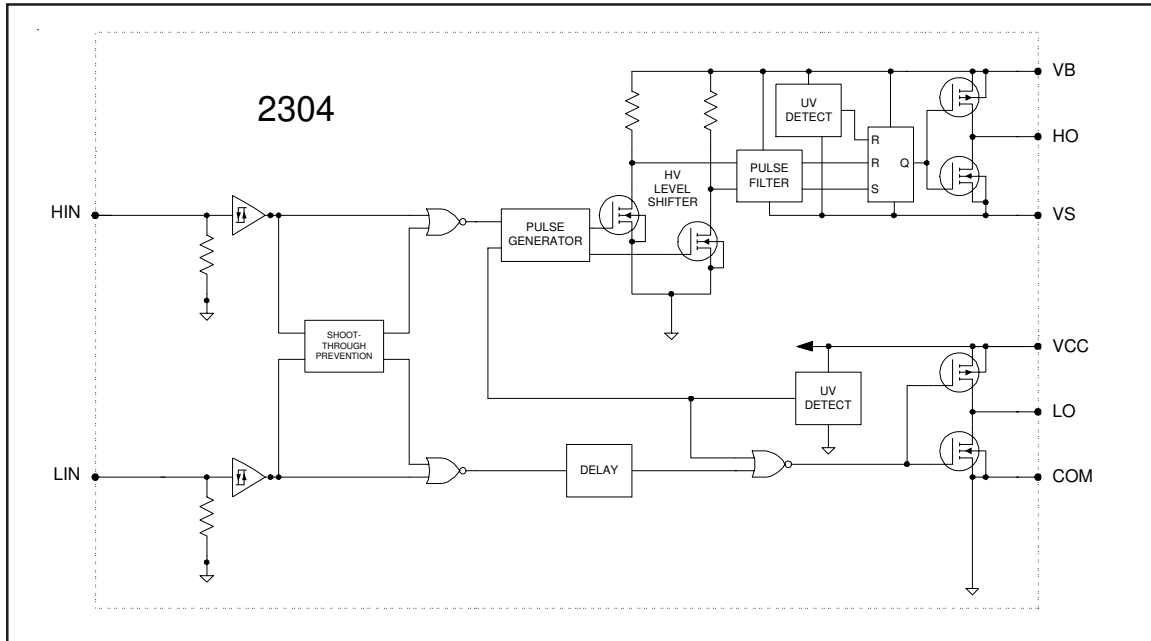 2304
VB
UV
DETECT
HO
R
R
Q
S
PULSE
FILTER
HV
LEVEL
SHIFTER
HIN
VS
PULSE
GENERATOR
SHOOT-
THROUGH
PREVENTION
VCC
UV
DETECT
LO
LIN
DELAY
COM